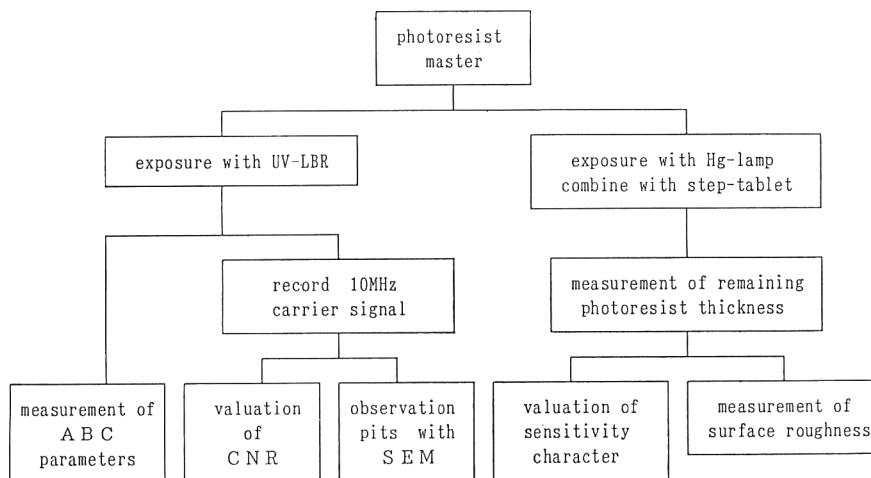 photoresist
master
exposure with UV-LBR
exposure with Hg-lamp
combine with step-tablet
record 10MHz
carrier signal
measurement of remaining
photoresist thickness
measurement of
A B C
parameters
valuation
of
C N R
observation
pits with
S E M
valuation of
sensitivity
character
measurement of
surface roughness